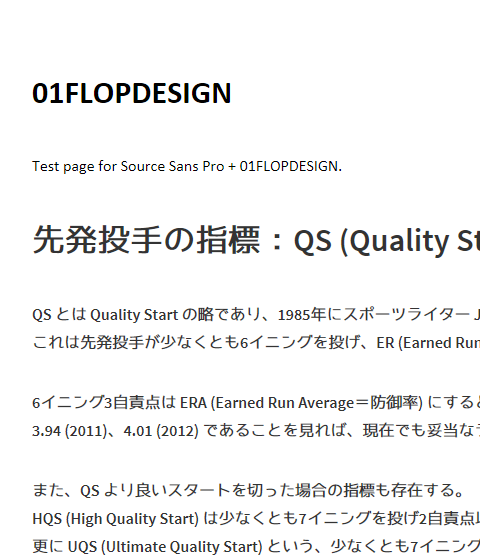 01FLOPDESIGN
Test page for Source Sans Pro + 01FLOPDESIGN.
先発投手の指標：QS (Quality St
QS とは Quality Start の略であり、1985年にスポーツライター J
これは先発投手が少なくとも6イニングを投げ、ER (Earned Run
6イニング3自責点は ERA (Earned Run Average＝防御率) にすると
3.94 (2011)、4.01 (2012) であることを見れば、現在でも妥当な
また、QS より良いスタートを切った場合の指標も存在する。
HQS (High Quality Start) は少なくとも7イニングを投げ2自責点
更に UQS (Ultimate Quality Start) という、少なくとも7イニング